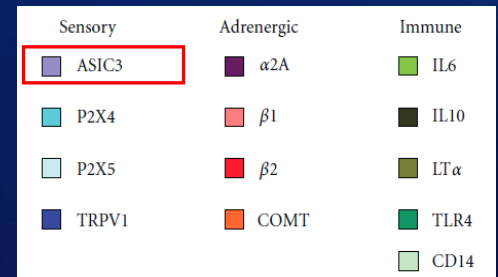 Sensory Adrenergic Immune
ASIC3 α2A IL6
P2X4 β1 IL10
P2X5 β2 LTα
TRPV1 COMT TLR4
CD14